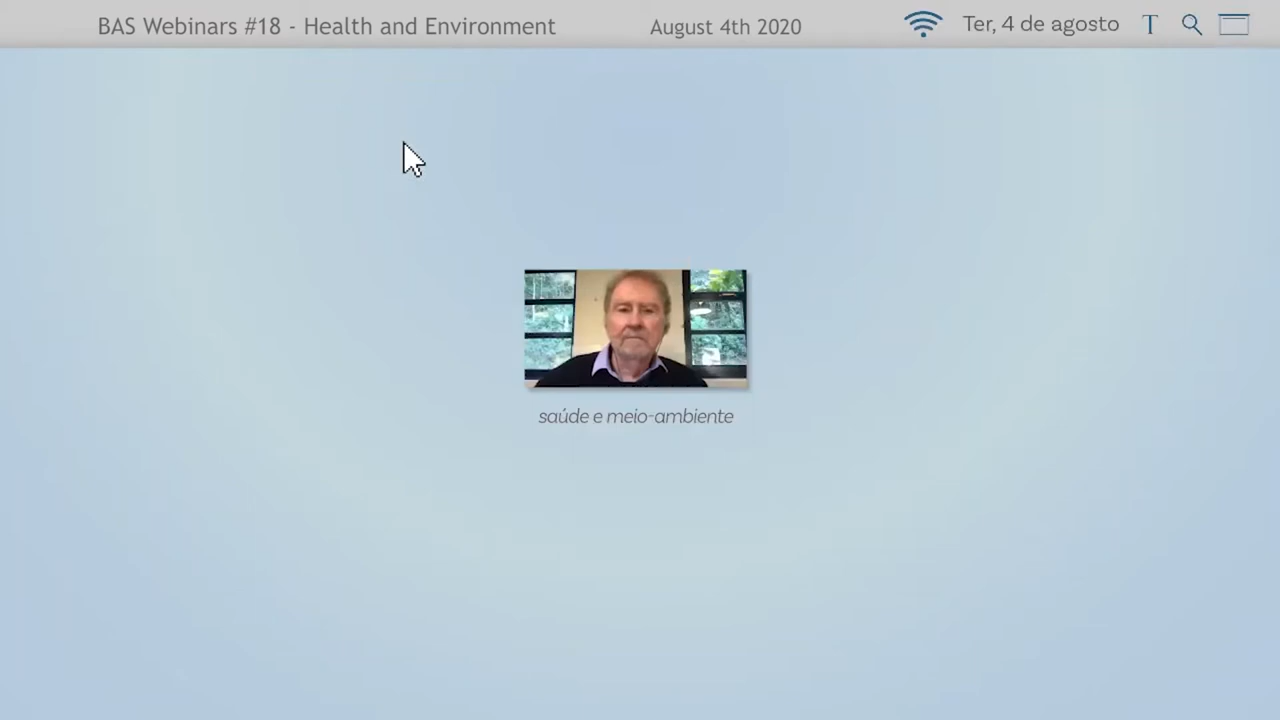 BAS Webinars #18 - Health and Environment
August 4th 2020
Ter, 4 de agosto
T
saúde e meio-ambiente